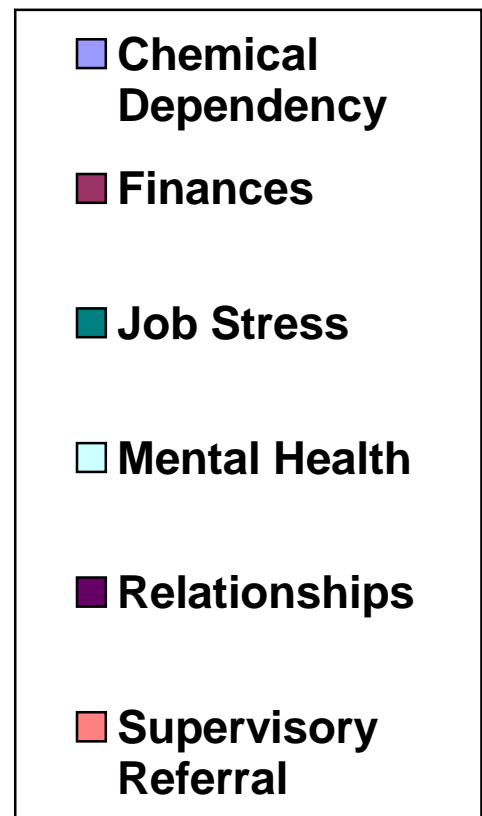 Chemical
Dependency
Finances
Job Stress
Mental Health
Relationships
Supervisory
Referral